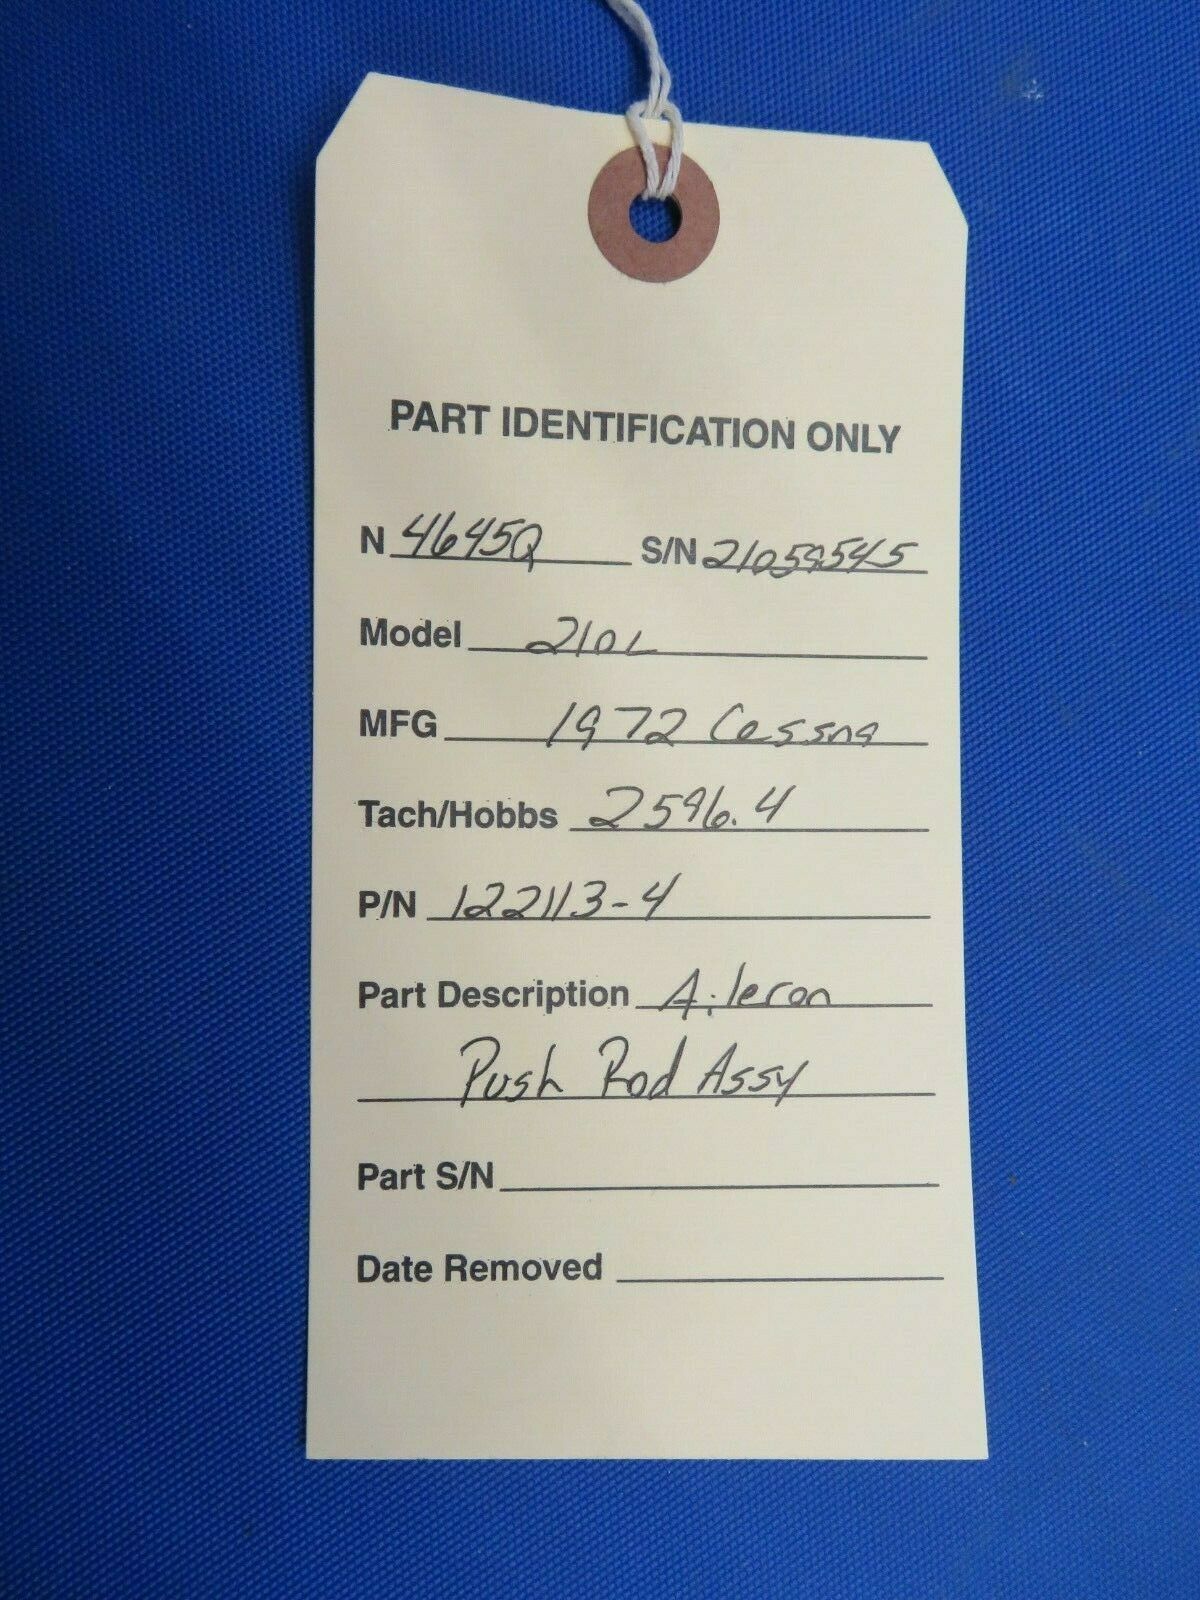 PART IDENTIFICATION ONLY
N 4645Q S/N 21059545
Model 210L
MFG 1972 Cessna
Tach/Hobbs 2596.4
P/N 122113-4
Part Description Aileron
Push Rod Assy
Part S/N
Date Removed